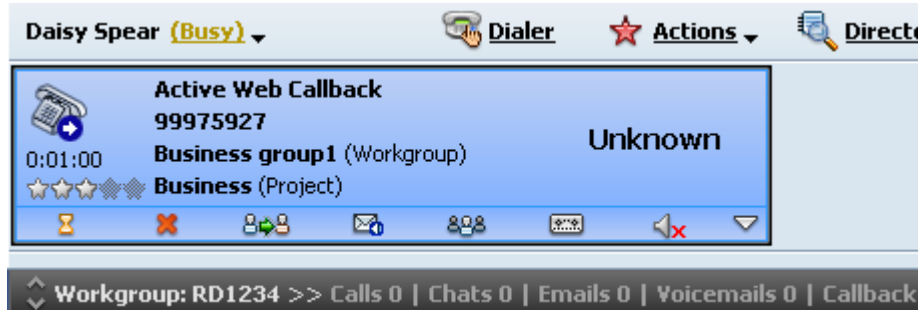 Daisy Spear (Busy) Dialer Actions
Active Web Callback
99975927
Unknown
0:01:00 Business group1 (Workgroup)
Business (Project)
Workgroup: RD1234 >> Calls 0 | Chats 0 | Emails 0 | Voicemails 0 | Callback